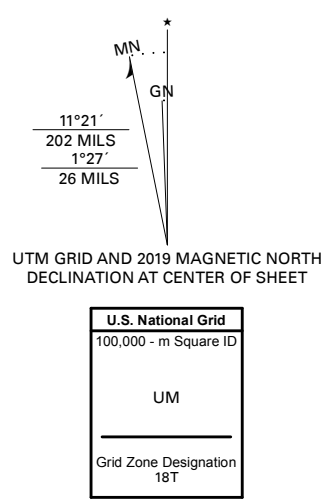 ★
MN
GN
11°21´
202 MILS
1°27´
26 MILS
UTM GRID AND 2019 MAGNETIC NORTH
DECLINATION AT CENTER OF SHEET
U.S. National Grid
100,000 - m Square ID
UM
Grid Zone Designation
18T